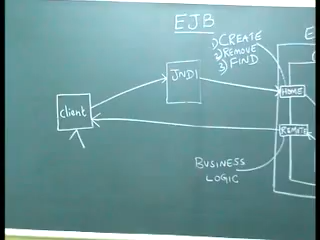 EJB
1) CREATE
2) REMOVE
3) FIND
JNDI
HOME
client
REMOTE
BUSINESS
LOGIC